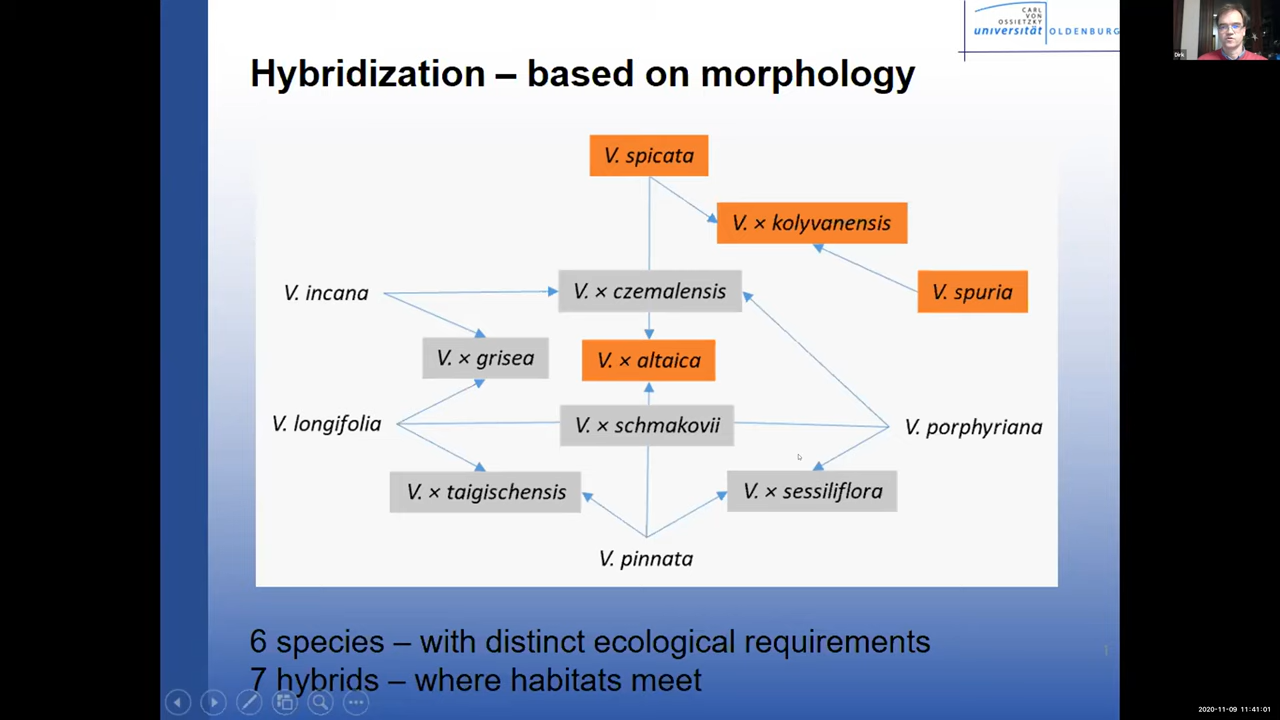 CARL
VON
OSSIETZKY
universität OLDENBURG
Dirk
Hybridization – based on morphology
V. spicata
V. × kolyvanensis
V. incana
V. × czemalensis
V. spuria
V. × grisea
V. × altaica
V. longifolia
V. × schmakovii
V. porphyriana
V. × taigischensis
V. × sessiliflora
V. pinnata
6 species – with distinct ecological requirements
1
7 hybrids – where habitats meet
2020-11-09 11:41:01